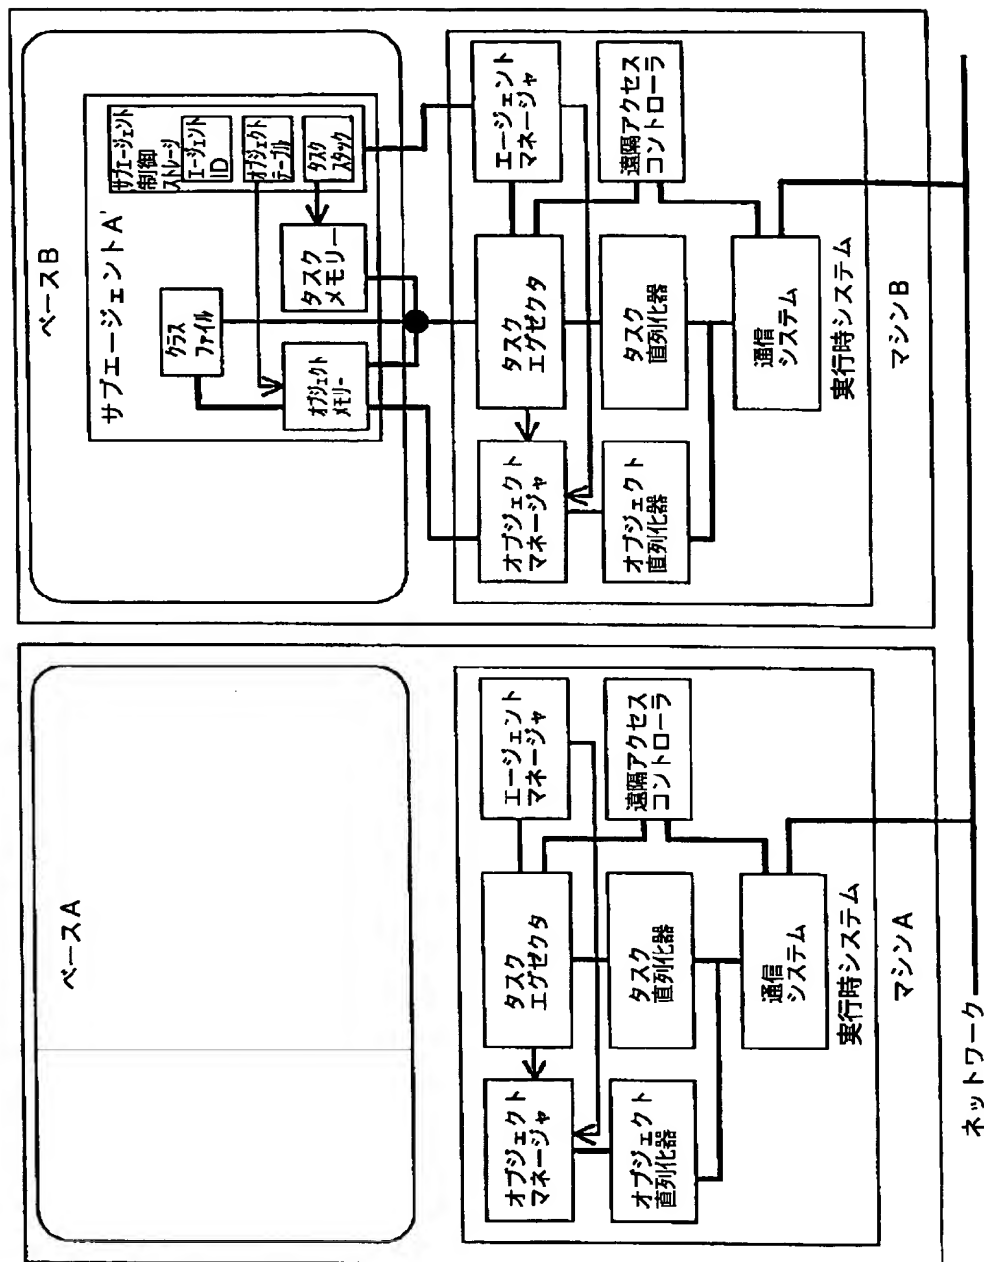 ベースA
オブジェクト
マネージャ
タスク
エグゼクタ
エージェント
マネージャ
オブジェクト
直列化器
タスク
直列化器
遠隔アクセス
コントローラ
通信
システム
実行時システム
マシンA
ベースB
サブエージェントA'
サブエージェント
制御
ストレージ
エージェント
ID
オブジェクト
テーブル
タスク
スタック
クラス
ファイル
オブジェクト
メモリー
タスク
メモリー
オブジェクト
マネージャ
タスク
エグゼクタ
エージェント
マネージャ
オブジェクト
直列化器
タスク
直列化器
遠隔アクセス
コントローラ
通信
システム
実行時システム
マシンB
ネットワーク